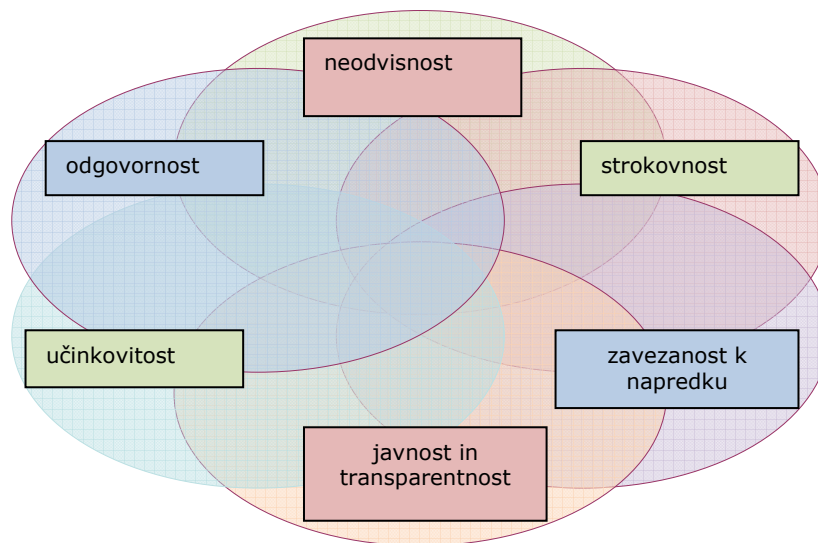 neodvisnost
odgovornost
strokovnost
učinkovitost
zavezanost k
napredku
javnost in
transparentnost